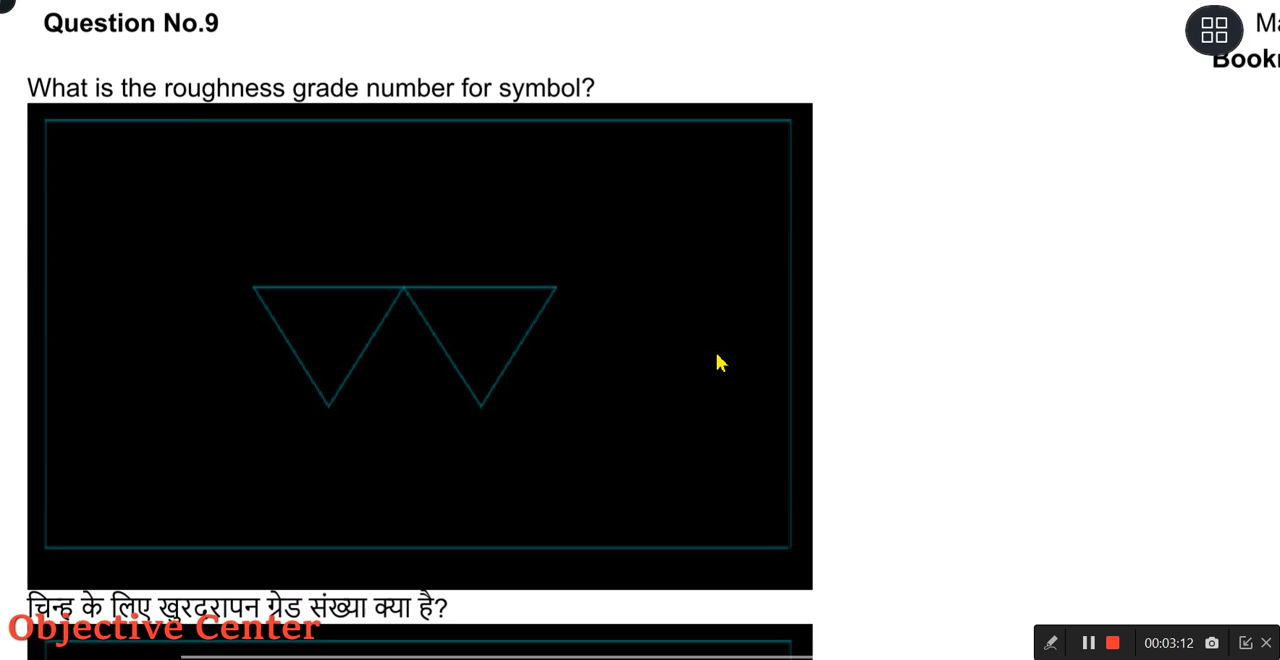 Question No.9
What is the roughness grade number for symbol?
चिन्ह के लिए खुरदरापन ग्रेड संख्या क्या है?
Objective Center
00:03:12